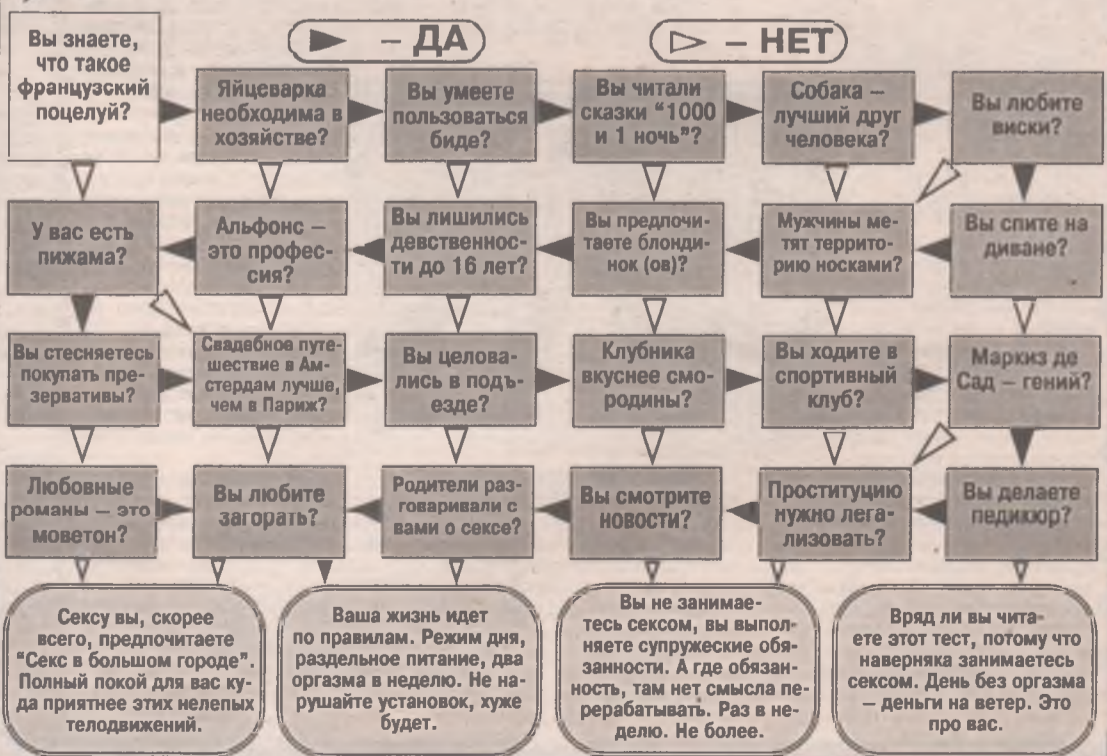 Вы знаете,
что такое
французский
поцелуй?
– ДА
– НЕТ
Яйцеварка
необходима в
хозяйстве?
Вы умеете
пользоваться
биде?
Вы читали
сказки “1000
и 1 ночь”?
Собака –
лучший друг
человека?
Вы любите
виски?
У вас есть
пижама?
Альфонс –
это профес-
сия?
Вы лишились
девственнос-
ти до 16 лет?
Вы предпочи-
таете блонди-
нок (ов)?
Мужчины ме-
тят террито-
рию носками?
Вы спите на
диване?
Вы стесняетесь
покупать пре-
зервативы?
Свадебное путе-
шествие в Ам-
стердам лучше,
чем в Париж?
Вы целова-
лись в подъ-
езде?
Клубника
вкуснее смо-
родины?
Вы ходите в
спортивный
клуб?
Маркиз де
Сад – гений?
Любовные
романы – это
моветон?
Вы любите
загорать?
Родители раз-
говаривали с
вами о сексе?
Вы смотрите
новости?
Проституцию
нужно лега-
лизовать?
Вы делаете
педикюр?
Сексу вы, скорее
всего, предпочитаете
“Секс в большом городе”.
Полный покой для вас ку-
да приятнее этих нелепых
телодвижений.
Ваша жизнь идет
по правилам. Режим дня,
раздельное питание, два
оргазма в неделю. Не на-
рушайте установок, хуже
будет.
Вы не занимае-
тесь сексом, вы выпол-
няете супружеские обя-
занности. А где обязан-
ность, там нет смысла пе-
рерабатывать. Раз в не-
делю. Не более.
Вряд ли вы чита-
ете этот тест, потому что
наверняка занимаетесь
сексом. День без оргазма
– деньги на ветер. Это
про вас.